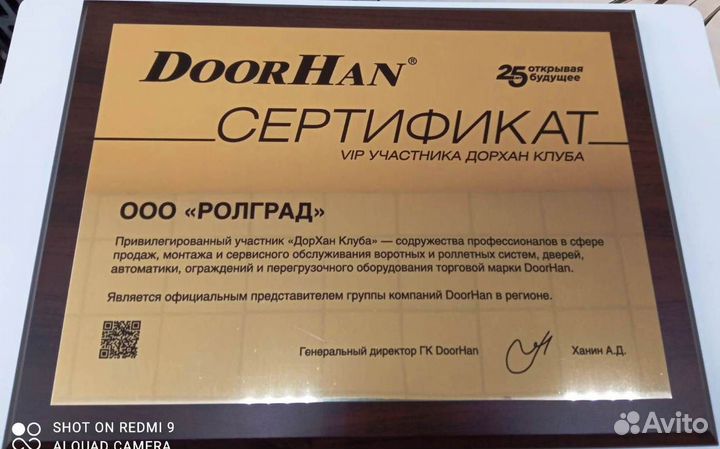 DOORHAN®
25 открывая
будущее
СЕРТИФИКАТ
VIP УЧАСТНИКА ДОРХАН КЛУБА
ООО «РОЛГРАД»
Привилегированный участник «ДорХан Клуба» — содружества профессионалов в сфере
продаж, монтажа и сервисного обслуживания воротных и роллетных систем, дверей,
автоматики, ограждений и перегрузочного оборудования торговой марки DoorHan.
Является официальным представителем группы компаний DoorHan в регионе.
Генеральный директор ГК DoorHan
Ханин А.Д.
SHOT ON REDMI 9
AI QUAD CAMERA
Avito